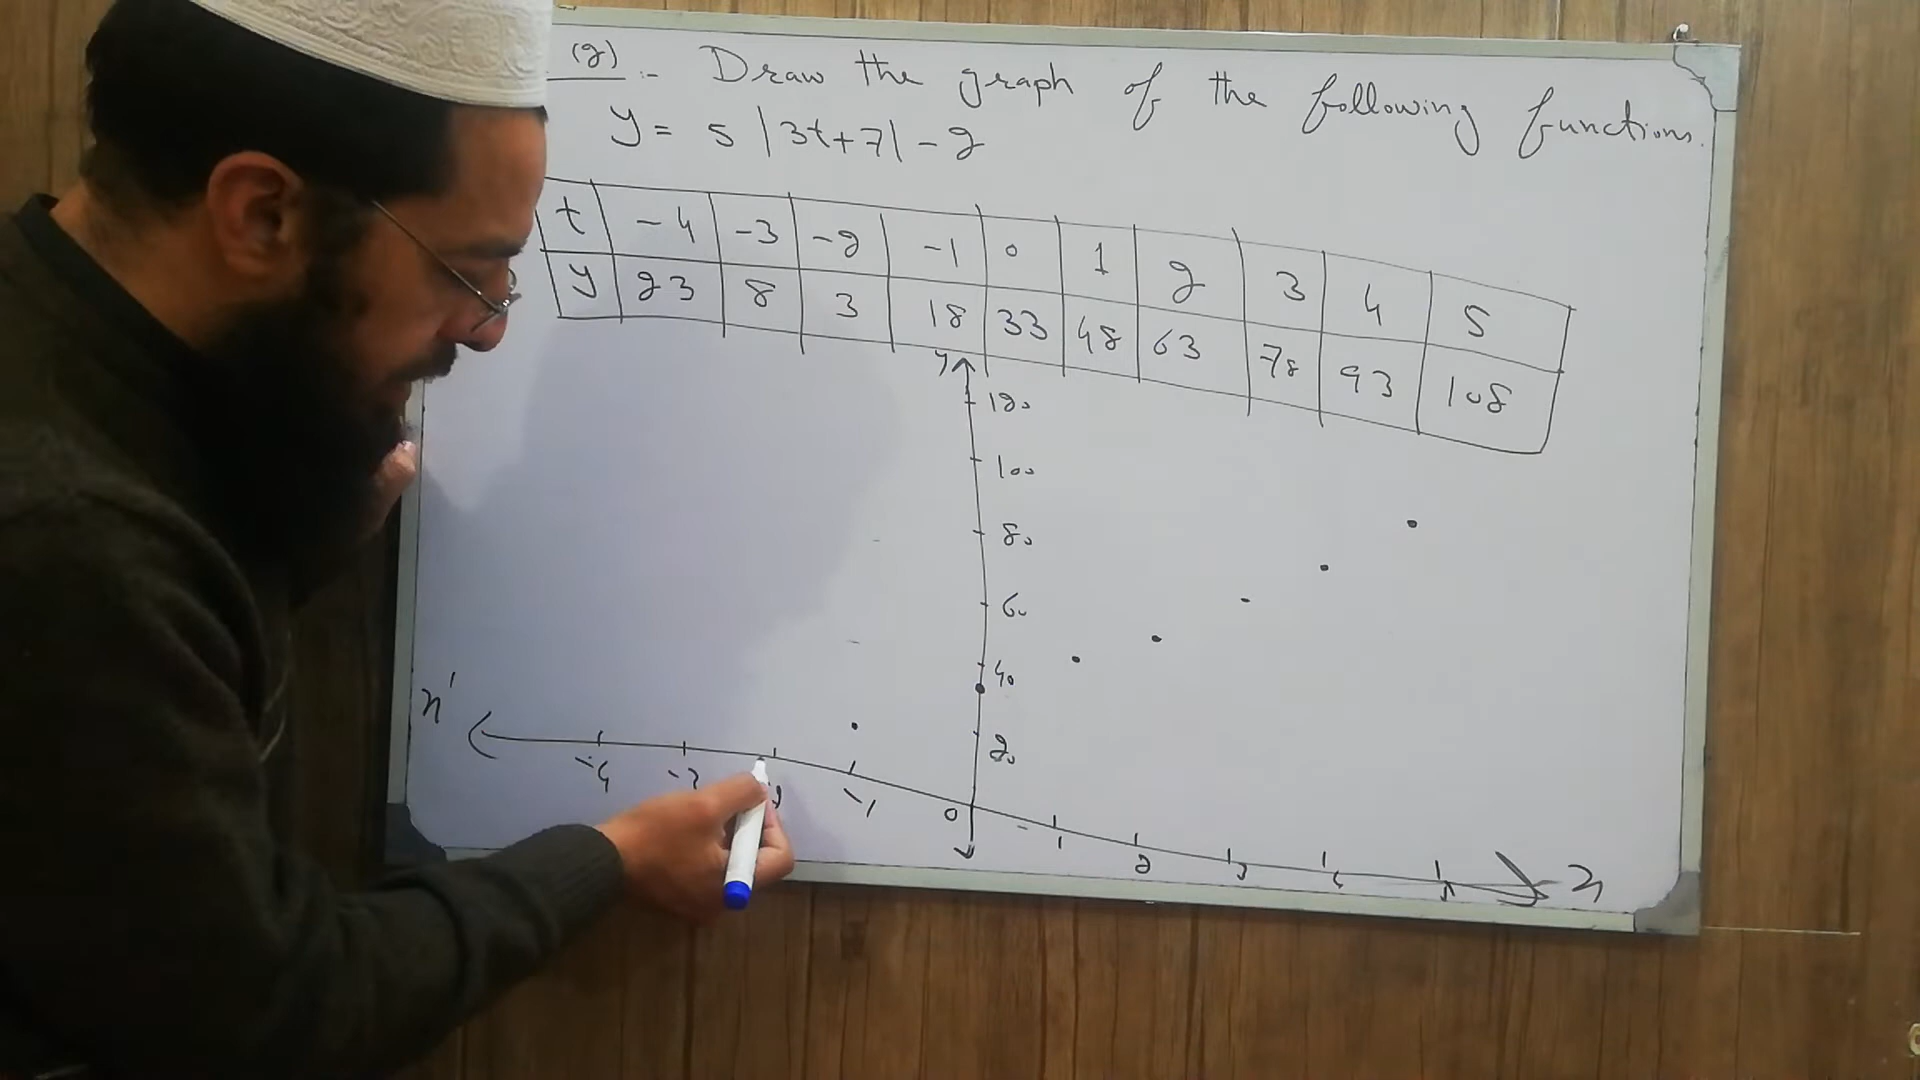 (2) :- Draw the graph of the following functions.
y = 5 |3t+7| - 2
t -4 -3 -2 -1 0 1 2 3 4 5
y 23 8 3 18 33 48 63 78 93 108
y
120
100
80
60
40
20
x' -4 -3 -1 0 1 2 3 4 5 x